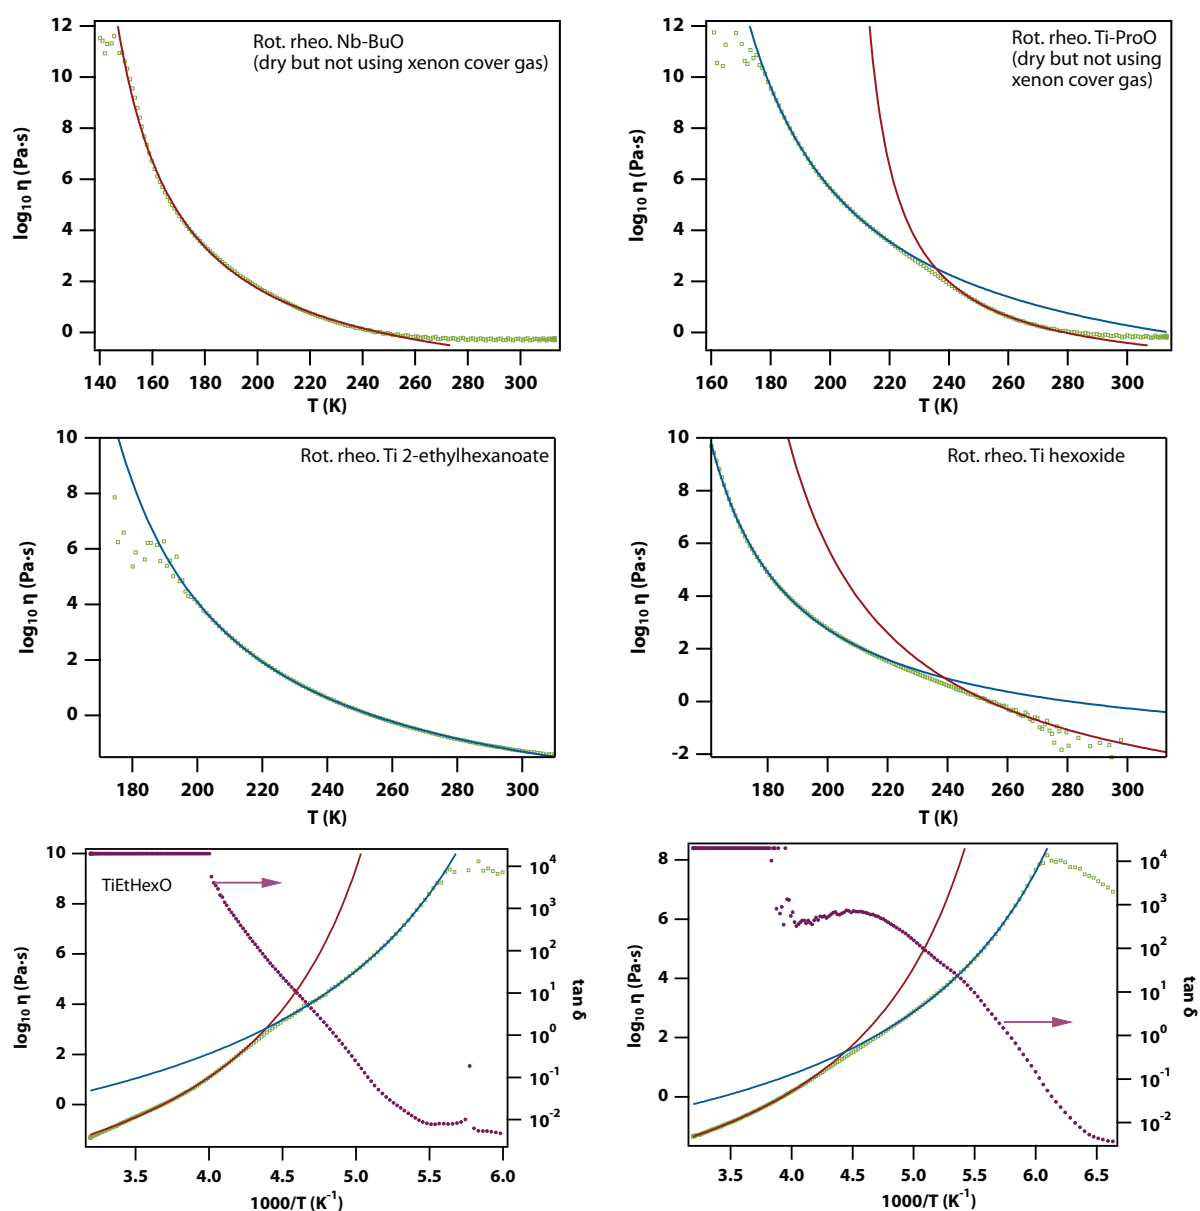 Rot. rheo. Nb-BuO
(dry but not using xenon cover gas)
log₁₀ η (Pa·s)
12
10
8
6
4
2
0
140 160 180 200 220 240 260 280 300
T (K)
Rot. rheo. Ti-ProO
(dry but not using
xenon cover gas)
log₁₀ η (Pa·s)
12
10
8
6
4
2
0
160 180 200 220 240 260 280 300
T (K)
Rot. rheo. Ti 2-ethylhexanoate
log₁₀ η (Pa·s)
10
8
6
4
2
0
180 200 220 240 260 280 300
T (K)
Rot. rheo. Ti hexoxide
log₁₀ η (Pa·s)
10
8
6
4
2
0
-2
180 200 220 240 260 280 300
T (K)
TiEtHexO
log₁₀ η (Pa·s)
10
8
6
4
2
0
10⁴
10³
10²
10¹
10⁰
10⁻¹
10⁻²
tan δ
3.5 4.0 4.5 5.0 5.5 6.0
1000/T (K⁻¹)
log₁₀ η (Pa·s)
8
6
4
2
0
10⁴
10³
10²
10¹
10⁰
10⁻¹
10⁻²
tan δ
3.5 4.0 4.5 5.0 5.5 6.0 6.5
1000/T (K⁻¹)